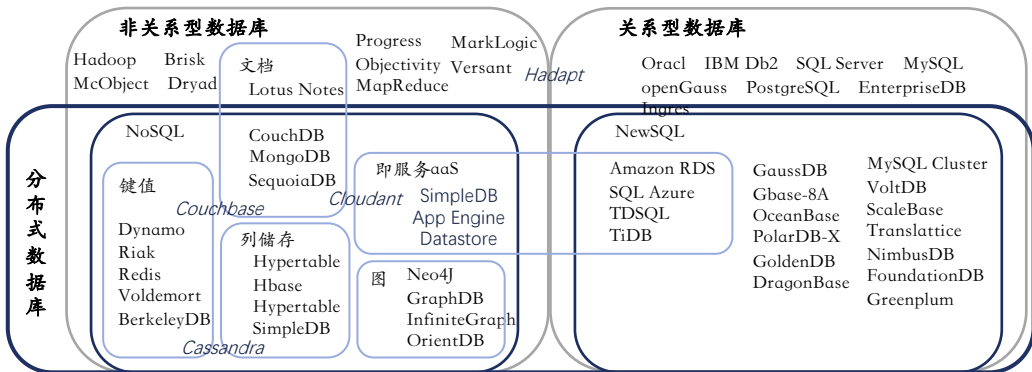 非关系型数据库
关系型数据库
Hadoop Brisk
McObject Dryad
文档
Lotus Notes
Progress MarkLogic
Objectivity Versant
MapReduce
Hadapt
Oracl IBM Db2 SQL Server MySQL
openGauss PostgreSQL EnterpriseDB
Ingres
分布式数据库
NoSQL
CouchDB
MongoDB
SequoiaDB
键值
Couchbase
Dynamo
Riak
Redis
Voldemort
BerkeleyDB
Cassandra
列储存
Hypertable
Hbase
Hypertable
SimpleDB
即服务aaS
Cloudant
SimpleDB
App Engine
Datastore
图
Neo4J
GraphDB
InfiniteGraph
OrientDB
NewSQL
Amazon RDS
SQL Azure
TDSQL
TiDB
GaussDB
Gbase-8A
OceanBase
PolarDB-X
GoldenDB
DragonBase
MySQL Cluster
VoltDB
ScaleBase
Translattice
NimbusDB
FoundationDB
Greenplum